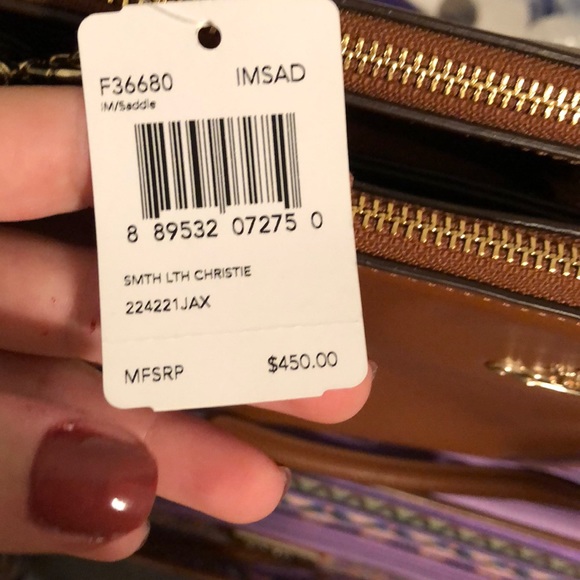 F36680 IMSAD
IM/Saddle
8 89532 07275 0
SMTH LTH CHRISTIE
224221JAX
MFSRP $450.00